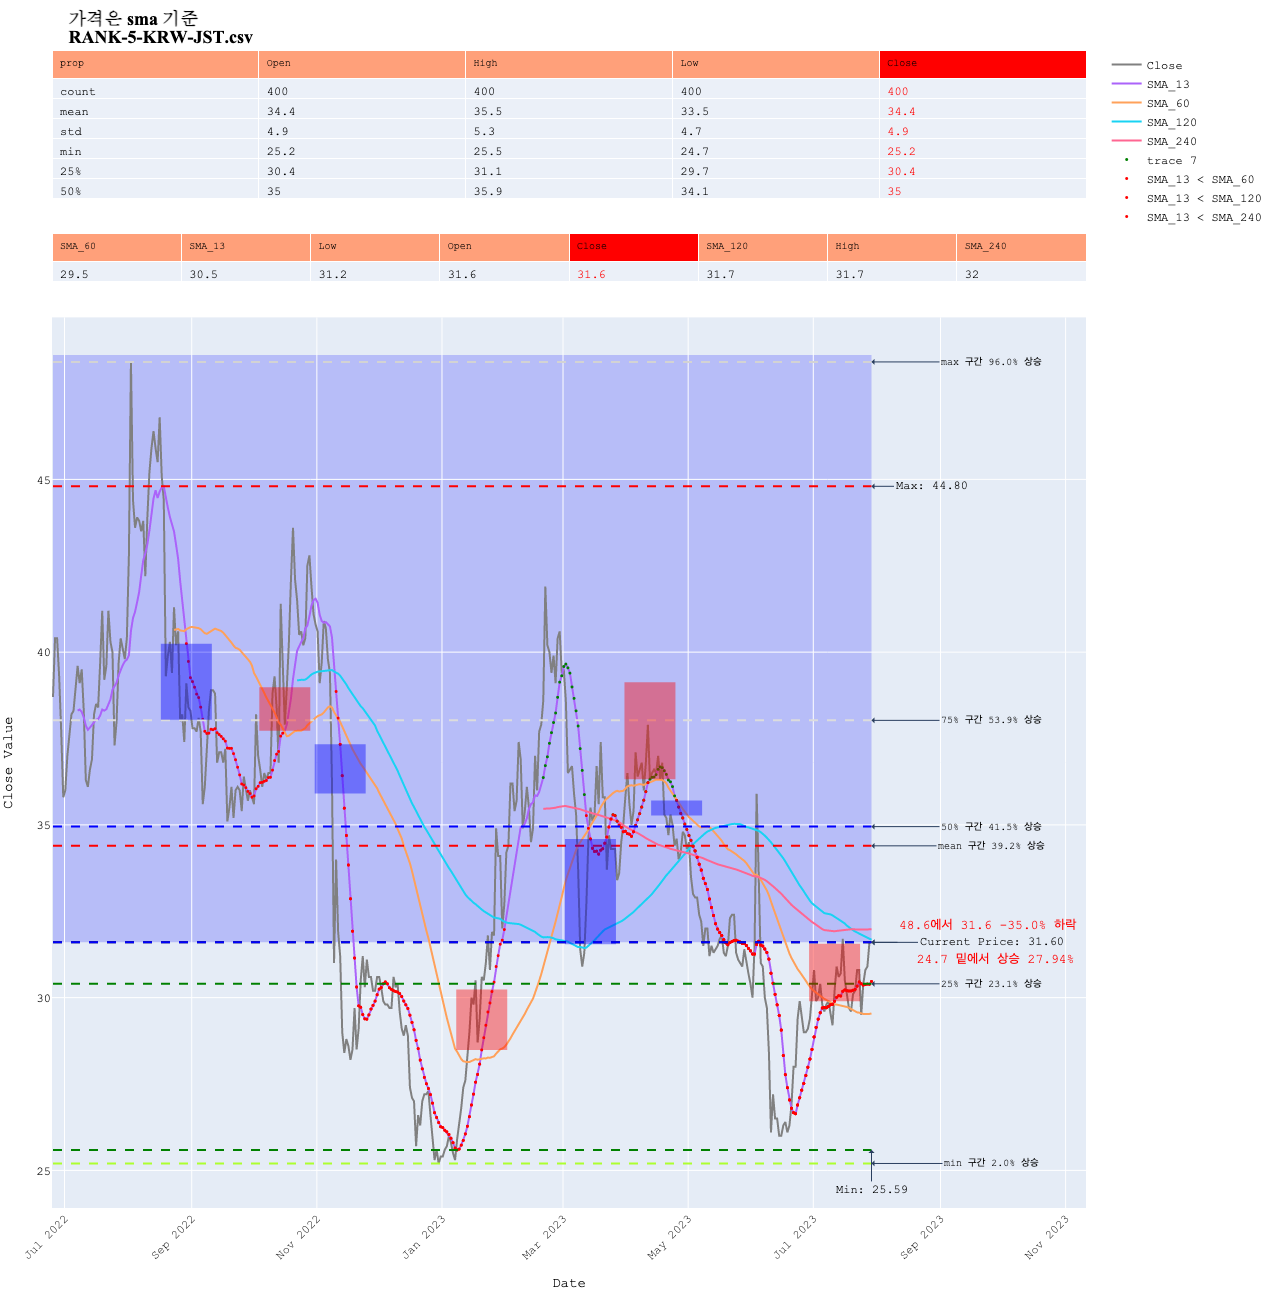 가격은 sma 기준
RANK-5-KRW-JST.csv
prop Open High Low Close
count 400 400 400 400
mean 34.4 35.5 33.5 34.4
std 4.9 5.3 4.7 4.9
min 25.2 25.5 24.7 25.2
25% 30.4 31.1 29.7 30.4
50% 35 35.9 34.1 35
Close
SMA_13
SMA_60
SMA_120
SMA_240
trace 7
SMA_13 < SMA_60
SMA_13 < SMA_120
SMA_13 < SMA_240
SMA_60 SMA_13 Low Open Close SMA_120 High SMA_240
29.5 30.5 31.2 31.6 31.6 31.7 31.7 32
max 구간 96.0% 상승
45
Max: 44.80
40
75% 구간 53.9% 상승
35
50% 구간 41.5% 상승
mean 구간 39.2% 상승
48.6에서 31.6 -35.0% 하락
Current Price: 31.60
24.7 밑에서 상승 27.94%
30
25% 구간 23.1% 상승
25
min 구간 2.0% 상승
Min: 25.59
Close Value
Jul 2022
Sep 2022
Nov 2022
Jan 2023
Mar 2023
May 2023
Jul 2023
Sep 2023
Nov 2023
Date